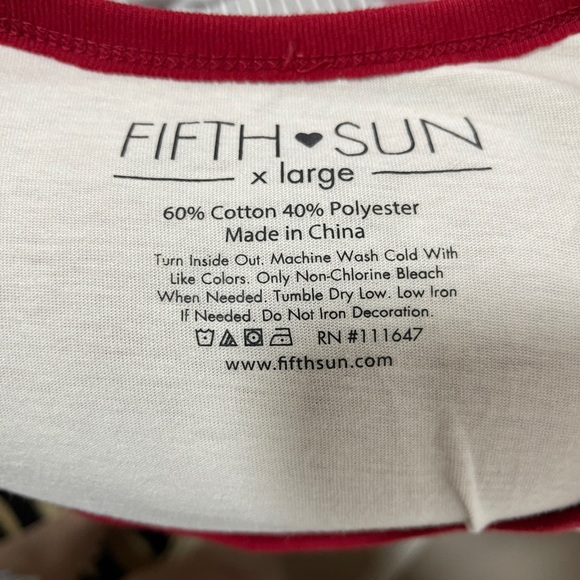 FIFTH♥SUN
x large
60% Cotton 40% Polyester
Made in China
Turn Inside Out. Machine Wash Cold With
Like Colors. Only Non-Chlorine Bleach
When Needed. Tumble Dry Low. Low Iron
If Needed. Do Not Iron Decoration.
RN #111647
www.fifthsun.com